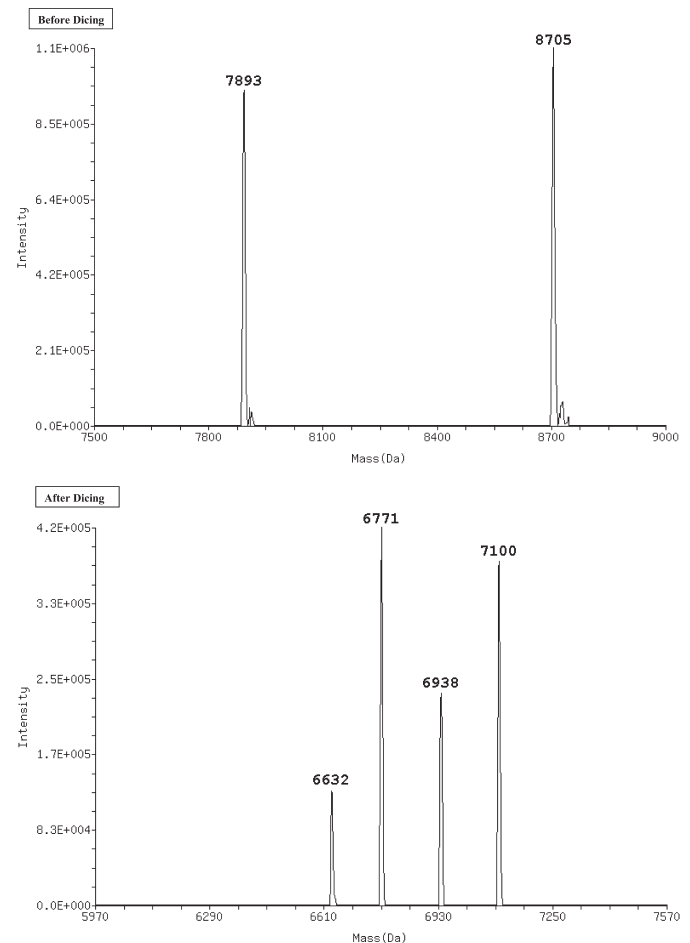 Before Dicing
1.1E+006
8705
7893
8.5E+005
6.4E+005
Intensity
4.2E+005
2.1E+005
0.0E+000
7500 7800 8100 8400 8700 9000
Mass(Da)
After Dicing
4.2E+005
6771
7100
3.3E+005
6938
2.5E+005
Intensity
1.7E+005
6632
8.3E+004
0.0E+000
5970 6290 6610 6930 7250 7570
Mass(Da)